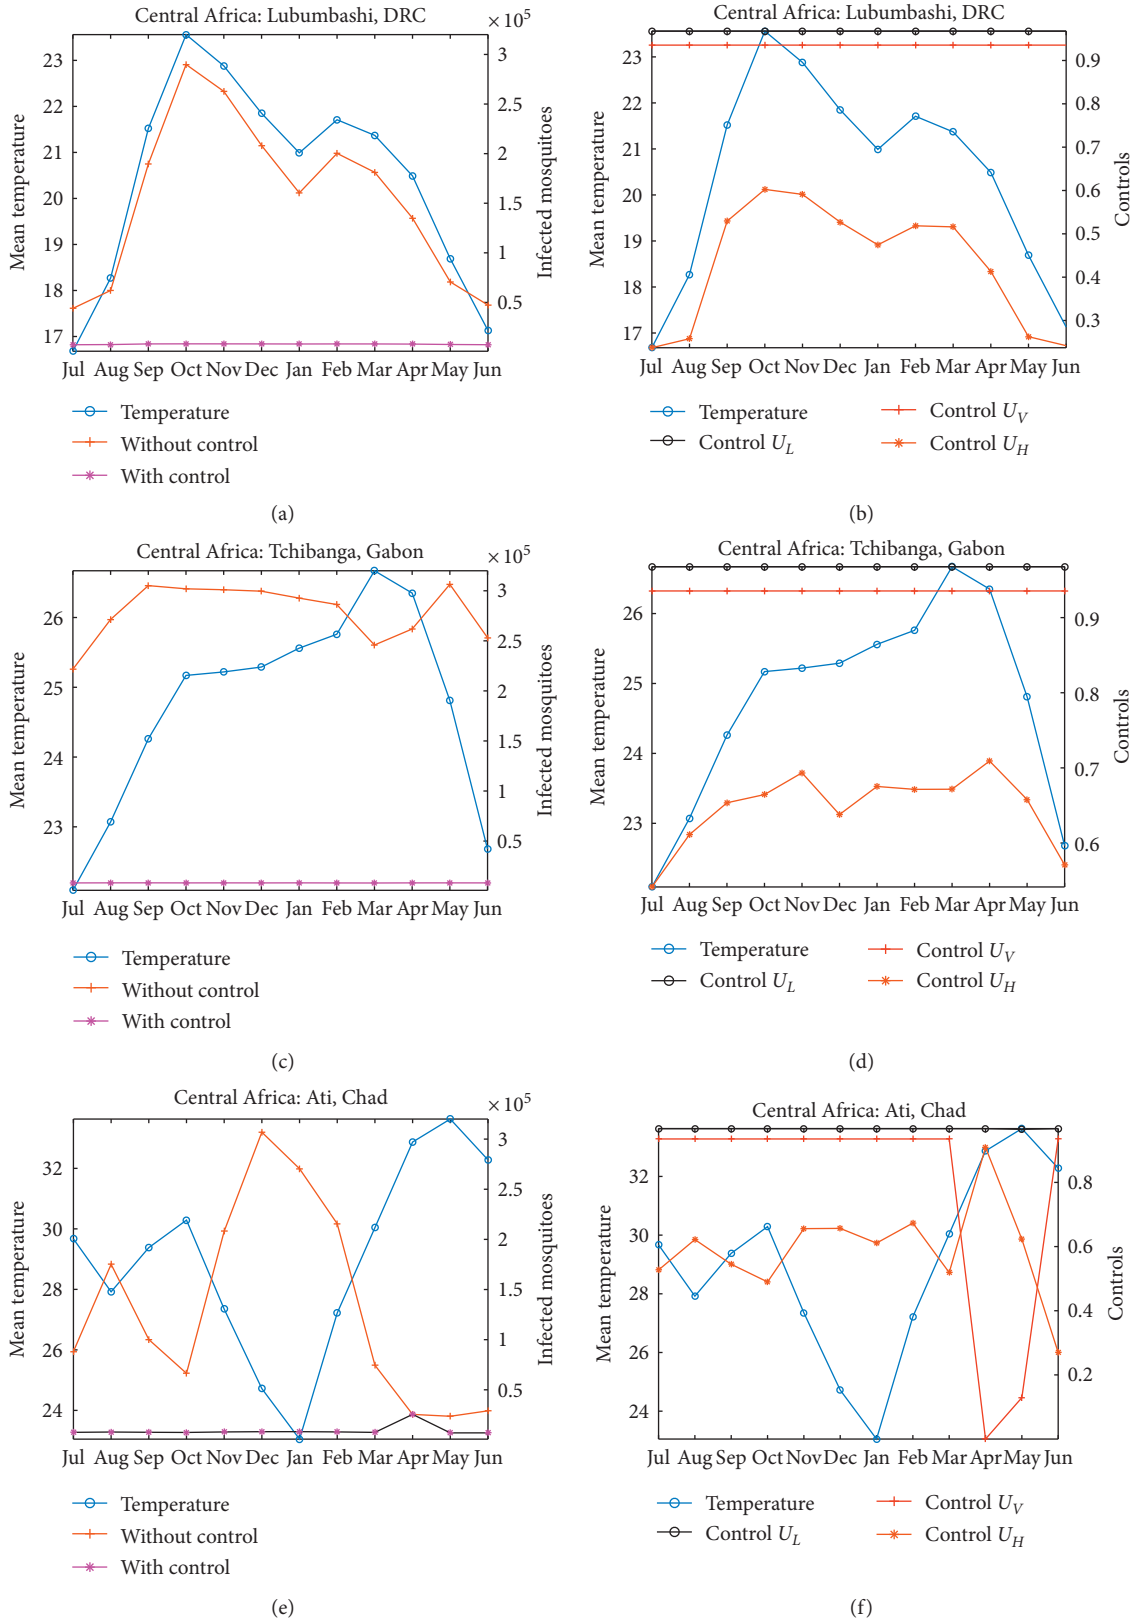 Central Africa: Lubumbashi, DRC
× 10⁵
Mean temperature
23
22
21
20
19
18
17
3
2.5
2
1.5
1
0.5
Infected mosquitoes
Jul Aug Sep Oct Nov Dec Jan Feb Mar Apr May Jun
Temperature
Without control
With control
(a)
Central Africa: Lubumbashi, DRC
Mean temperature
23
22
21
20
19
18
17
0.9
0.8
0.7
0.6
0.5
0.4
0.3
Controls
Jul Aug Sep Oct Nov Dec Jan Feb Mar Apr May Jun
Temperature
Control U_L
Control U_V
Control U_H
(b)
Central Africa: Tchibanga, Gabon
× 10⁵
Mean temperature
26
25
24
23
3
2.5
2
1.5
1
0.5
Infected mosquitoes
Jul Aug Sep Oct Nov Dec Jan Feb Mar Apr May Jun
Temperature
Without control
With control
(c)
Central Africa: Tchibanga, Gabon
Mean temperature
26
25
24
23
0.9
0.8
0.7
0.6
Controls
Jul Aug Sep Oct Nov Dec Jan Feb Mar Apr May Jun
Temperature
Control U_L
Control U_V
Control U_H
(d)
Central Africa: Ati, Chad
× 10⁵
Mean temperature
32
30
28
26
24
3
2.5
2
1.5
1
0.5
Infected mosquitoes
Jul Aug Sep Oct Nov Dec Jan Feb Mar Apr May Jun
Temperature
Without control
With control
(e)
Central Africa: Ati, Chad
Mean temperature
32
30
28
26
24
0.8
0.6
0.4
0.2
Controls
Jul Aug Sep Oct Nov Dec Jan Feb Mar Apr May Jun
Temperature
Control U_L
Control U_V
Control U_H
(f)